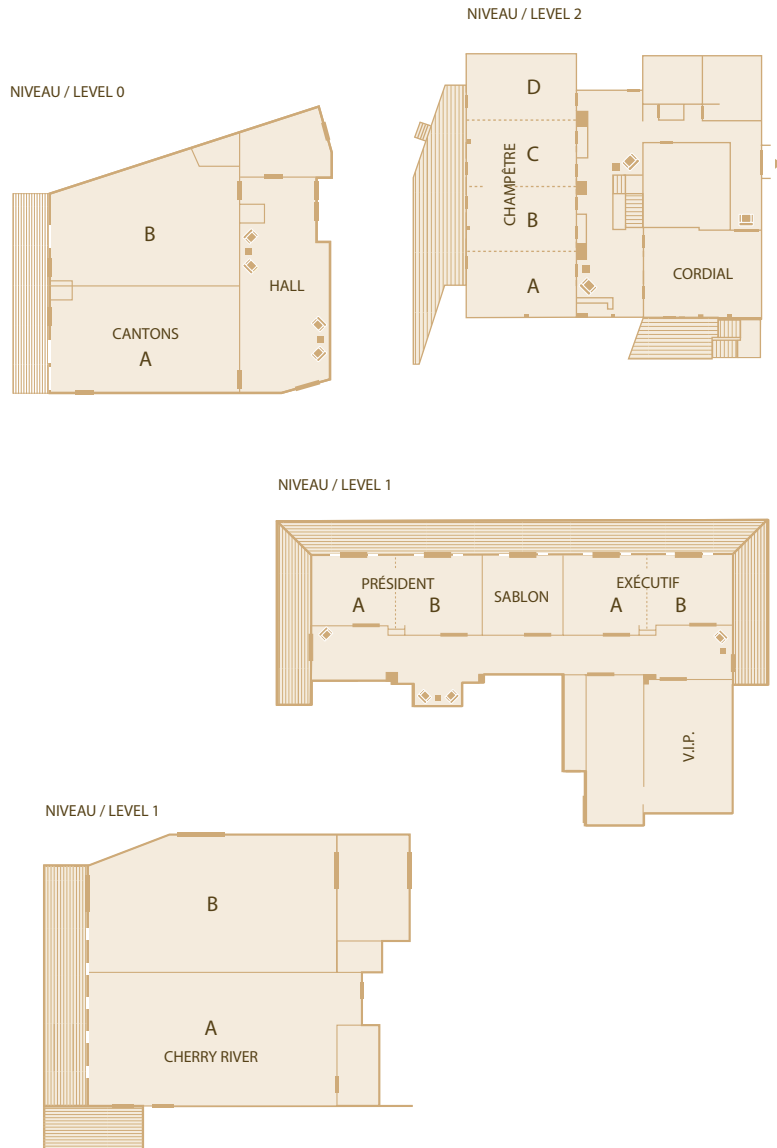 NIVEAU / LEVEL 2
D
C
CHAMPÊTRE
B
A
CORDIAL
NIVEAU / LEVEL 0
B
HALL
CANTONS
A
NIVEAU / LEVEL 1
PRÉSIDENT
A
B
SABLON
EXÉCUTIF
A
B
V.I.P.
NIVEAU / LEVEL 1
B
A
CHERRY RIVER